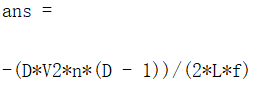 ans =
-(D*V2*n*(D - 1))/(2*L*f)